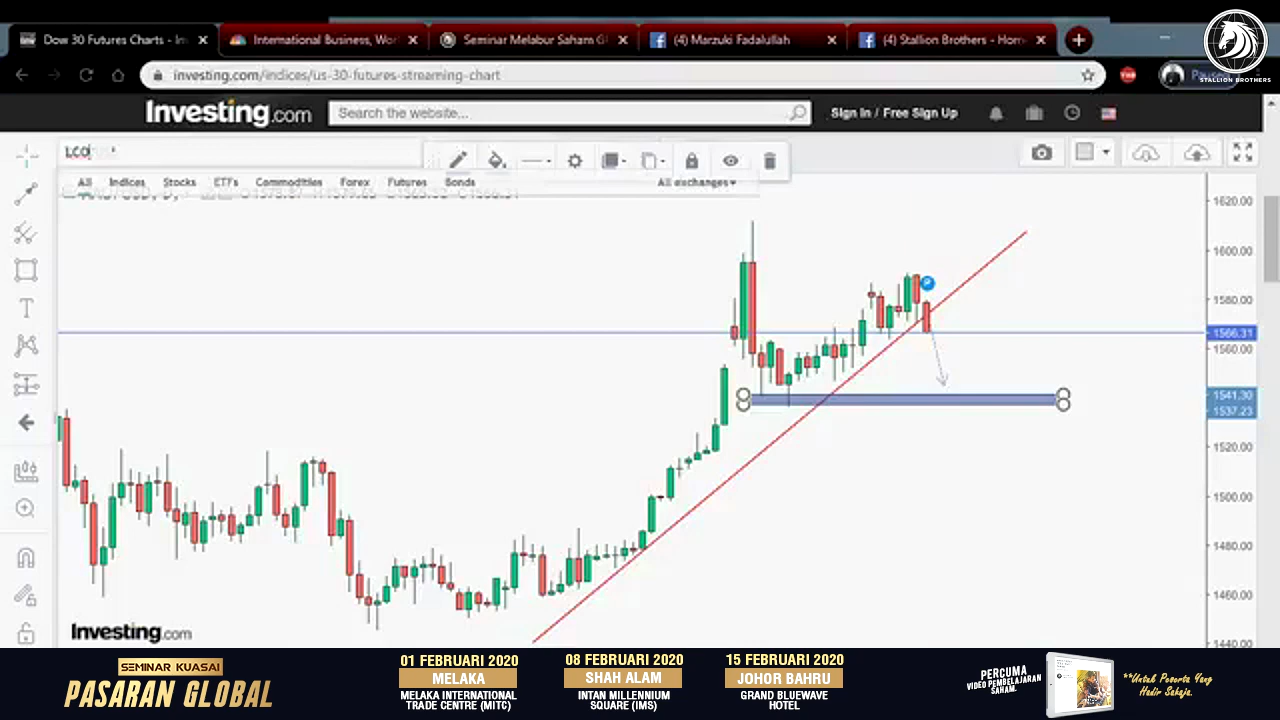 Dow 30 Futures Charts - In
International Business, Wor
Seminar Melabur Saham G
(4) Marzuki Fadalullah
(4) Stallion Brothers - Hom
STALLION BROTHERS
investing.com/indices/us-30-futures-streaming-chart
Paused
Investing.com
Search the website...
Sign In / Free Sign Up
LCO
All
Indices
Stocks
ETFs
Commodities
Forex
Futures
Bonds
All exchanges
1620.00
1600.00
1580.00
1566.31
1560.00
1541.30
1537.23
1520.00
1500.00
1480.00
1460.00
1440.00
Investing.com
SEMINAR KUASAI
PASARAN GLOBAL
01 FEBRUARI 2020
MELAKA
MELAKA INTERNATIONAL
TRADE CENTRE (MITC)
08 FEBRUARI 2020
SHAH ALAM
INTAN MILLENNIUM
SQUARE (IMS)
15 FEBRUARI 2020
JOHOR BAHRU
GRAND BLUEWAVE
HOTEL
PERCUMA
VIDEO PEMBELAJARAN
SAHAM.
**Untuk Peserta Yang
Hadir Sahaja.